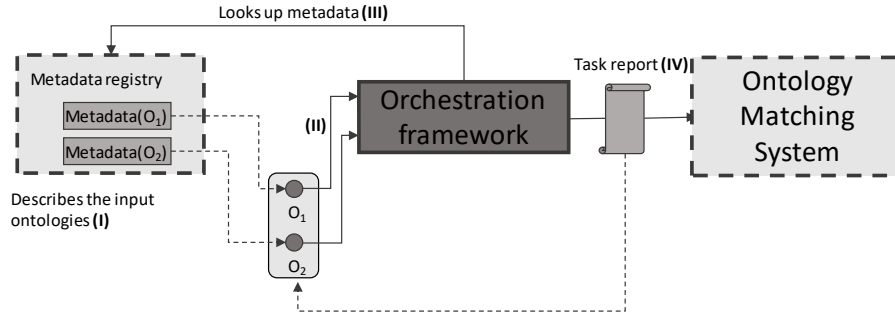 Looks up metadata (III)
Metadata registry
Metadata(O₁)
Metadata(O₂)
Describes the input
ontologies (I)
(II)
O₁
O₂
Orchestration
framework
Task report (IV)
Ontology
Matching
System